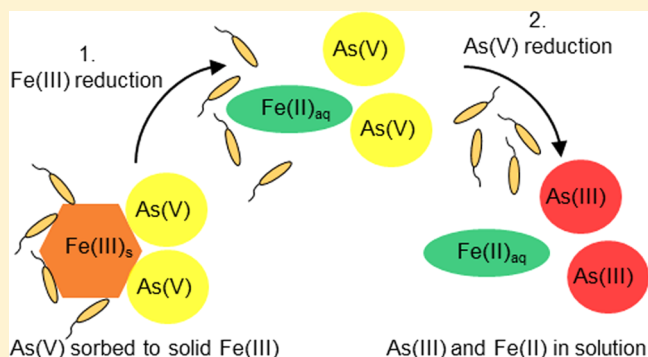 1.
Fe(III) reduction
As(V)
Fe(II)aq
As(V)
2.
As(V) reduction
As(V)
Fe(III)s
As(V)
As(III)
Fe(II)aq
As(III)
As(V) sorbed to solid Fe(III)
As(III) and Fe(II) in solution